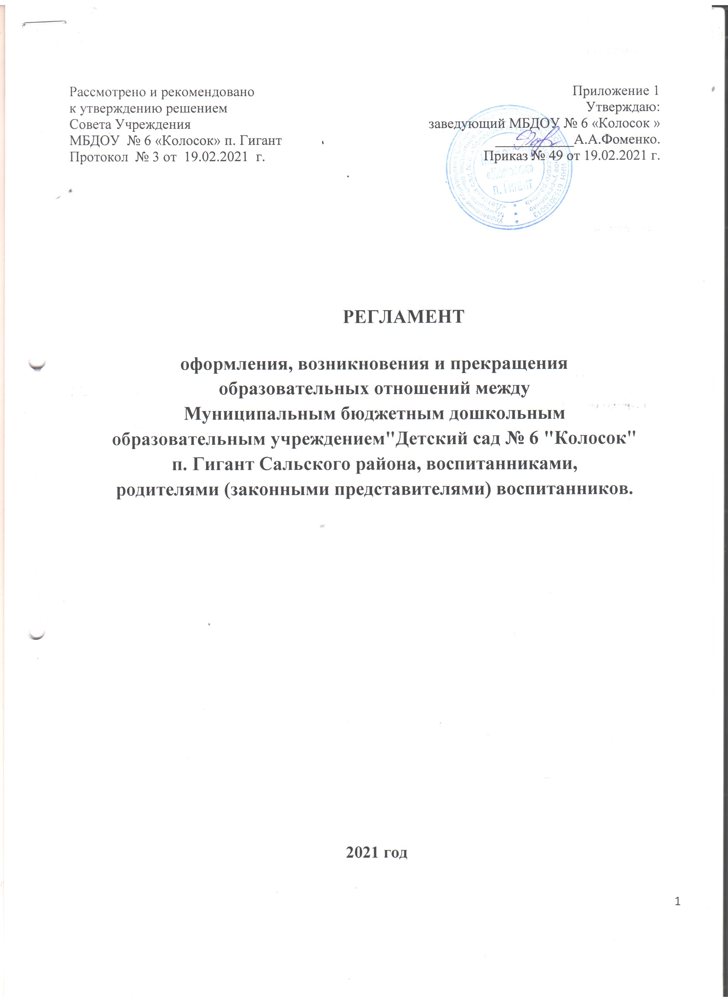 Рассмотрено и рекомендовано
к утверждению решением
Совета Учреждения
МБДОУ  № 6 «Колосок» п. Гигант
Протокол  № 3 от  19.02.2021  г.
Приложение 1
Утверждаю:
заведующий МБДОУ № 6 «Колосок »
____________А.А.Фоменко.
Приказ № 49 от 19.02.2021 г.
«Колосок»
п. Гигант
ИНН 6153018013
РЕГЛАМЕНТ
оформления, возникновения и прекращения
образовательных отношений между
Муниципальным бюджетным дошкольным
образовательным учреждением"Детский сад № 6 "Колосок"
п. Гигант Сальского района, воспитанниками,
родителями (законными представителями) воспитанников.
2021 год
1